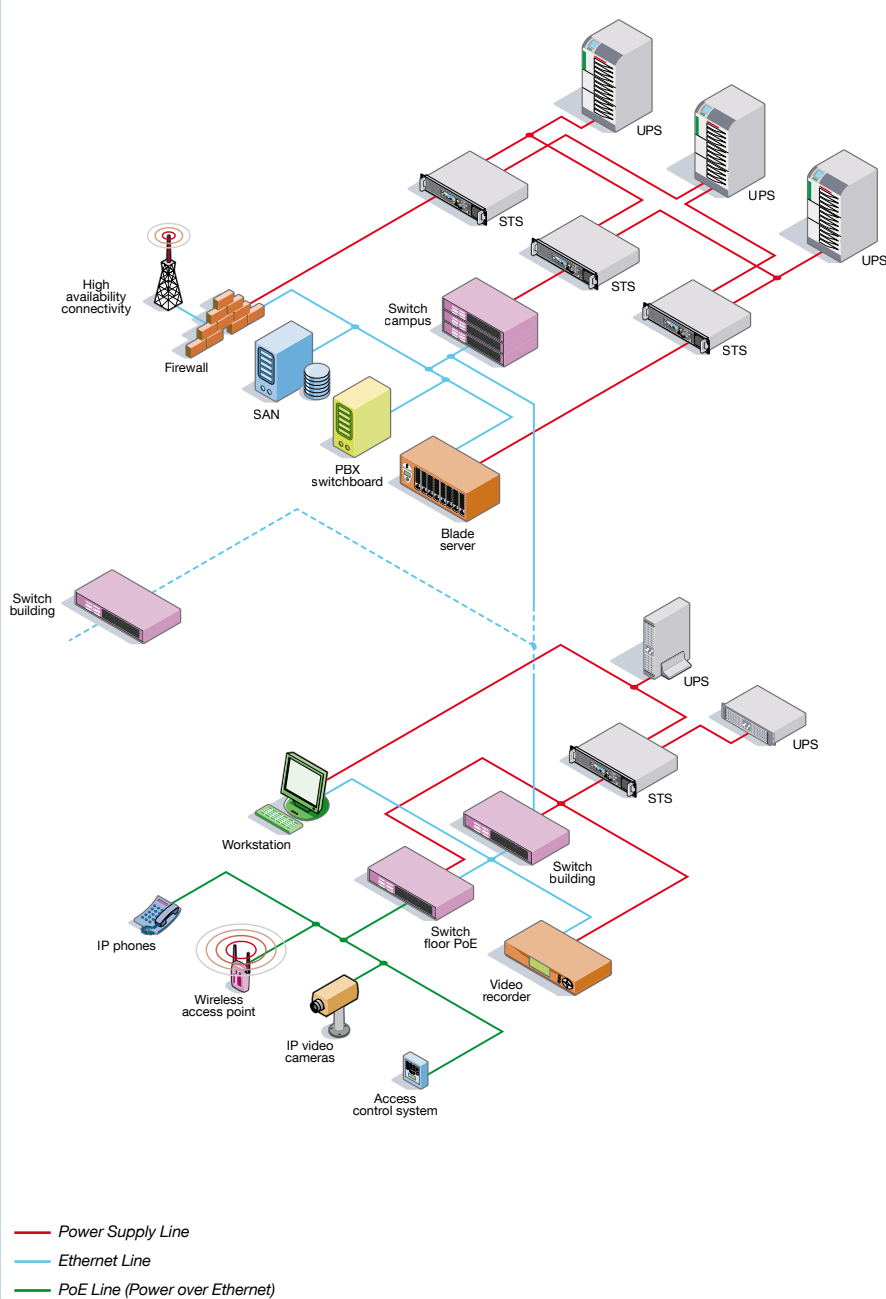 UPS
UPS
STS
UPS
STS
High
availability
connectivity
Switch
campus
STS
Firewall
SAN
PBX
switchboard
Blade
server
Switch
building
UPS
UPS
STS
Workstation
Switch
building
IP phones
Switch
floor PoE
Video
recorder
Wireless
access point
IP video
cameras
Access
control system
Power Supply Line
Ethernet Line
PoE Line (Power over Ethernet)